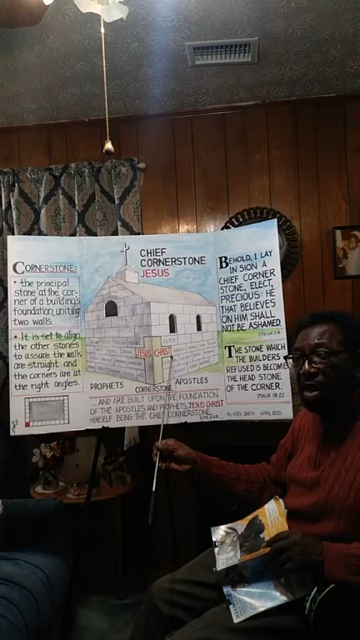 CORNERSTONE:
• the principal
stone at the cor-
ner of a building's
foundation, uniting
two walls.
• It is set to align
the other stones
to assure the walls
are straight and
the corners are at
the right angles.
CHIEF
CORNERSTONE
JESUS
JESUS CHRIST
PROPHETS
CORNERSTONE
APOSTLES
AND ARE BUILT UPON THE FOUNDATION
OF THE APOSTLES AND PROPHETS, JESUS CHRIST
HIMSELF BEING THE CHIEF CORNERSTONE.
BEHOLD, I LAY
IN SION A
CHIEF CORNER
STONE, ELECT,
PRECIOUS: HE
THAT BELIEVES
ON HIM SHALL
NOT BE ASHAMED.
THE STONE WHICH
THE BUILDERS
REFUSED IS BECOME
THE HEAD STONE
OF THE CORNER.
PSALM 118:22